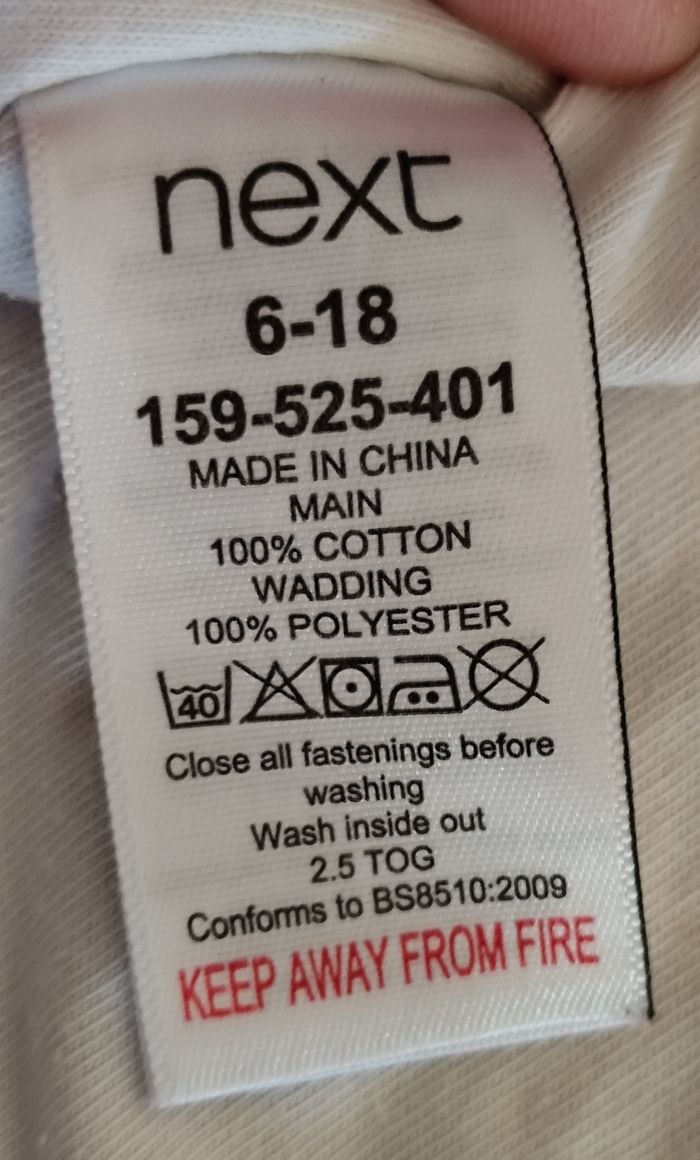 next
6-18
159-525-401
MADE IN CHINA
MAIN
100% COTTON
WADDING
100% POLYESTER
40
Close all fastenings before
washing
Wash inside out
2.5 TOG
Conforms to BS8510:2009
KEEP AWAY FROM FIRE